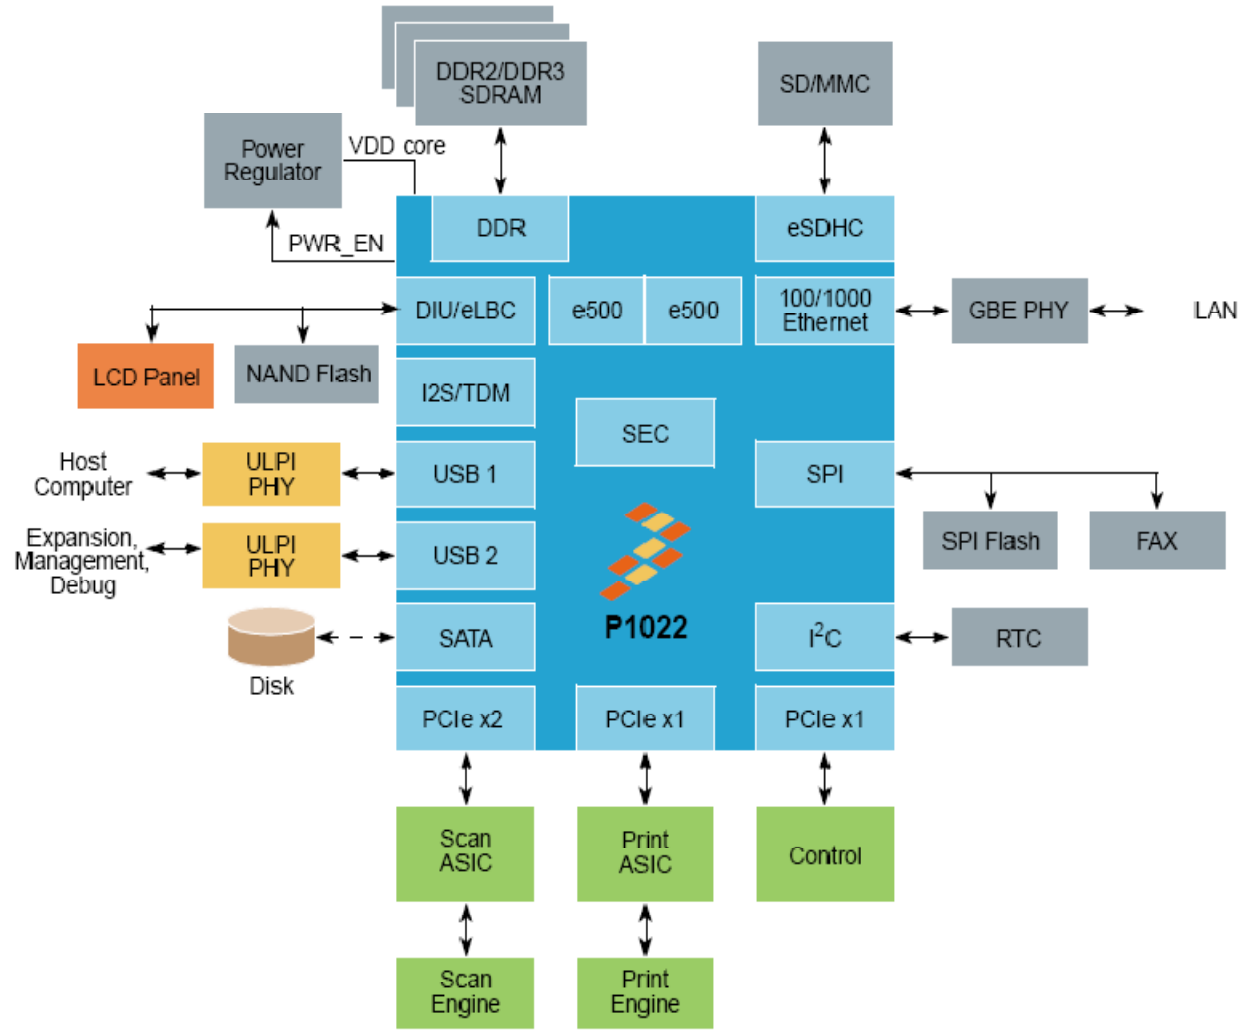 DDR2/DDR3
SDRAM
SD/MMC
Power
Regulator
VDD core
PWR_EN
DDR
eSDHC
DIU/eLBC
e500
e500
100/1000
Ethernet
GBE PHY
LAN
LCD Panel
NAND Flash
I2S/TDM
SEC
Host
Computer
ULPI
PHY
USB 1
SPI
Expansion,
Management,
Debug
ULPI
PHY
USB 2
SPI Flash
FAX
P1022
SATA
I²C
RTC
Disk
PCIe x2
PCIe x1
PCIe x1
Scan
ASIC
Print
ASIC
Control
Scan
Engine
Print
Engine